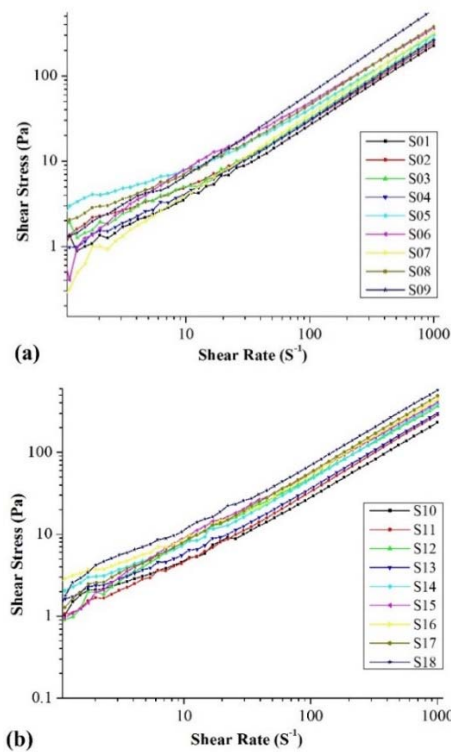 100
10
1
Shear Stress (Pa)
S01
S02
S03
S04
S05
S06
S07
S08
S09
10 100 1000
Shear Rate (S-1)
(a)
100
10
1
0.1
Shear Stress (Pa)
S10
S11
S12
S13
S14
S15
S16
S17
S18
10 100 1000
Shear Rate (S-1)
(b)